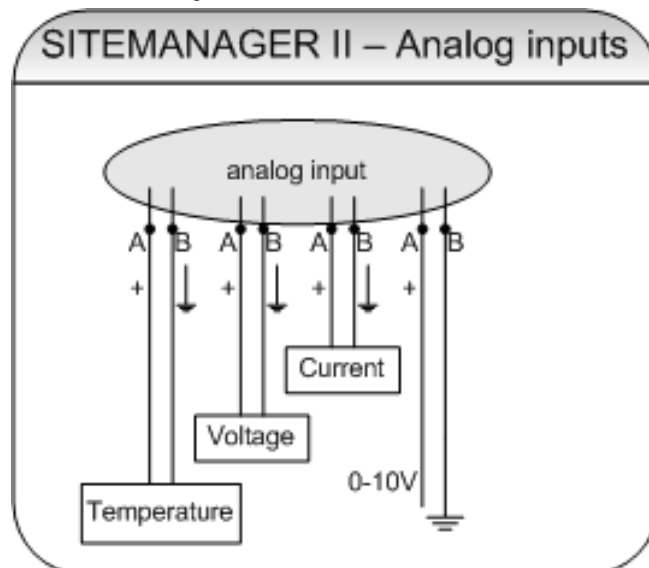 SITEMANAGER II – Analog inputs
analog input
A B A B A B A B
+ + + +
Current
Voltage
0-10V
Temperature